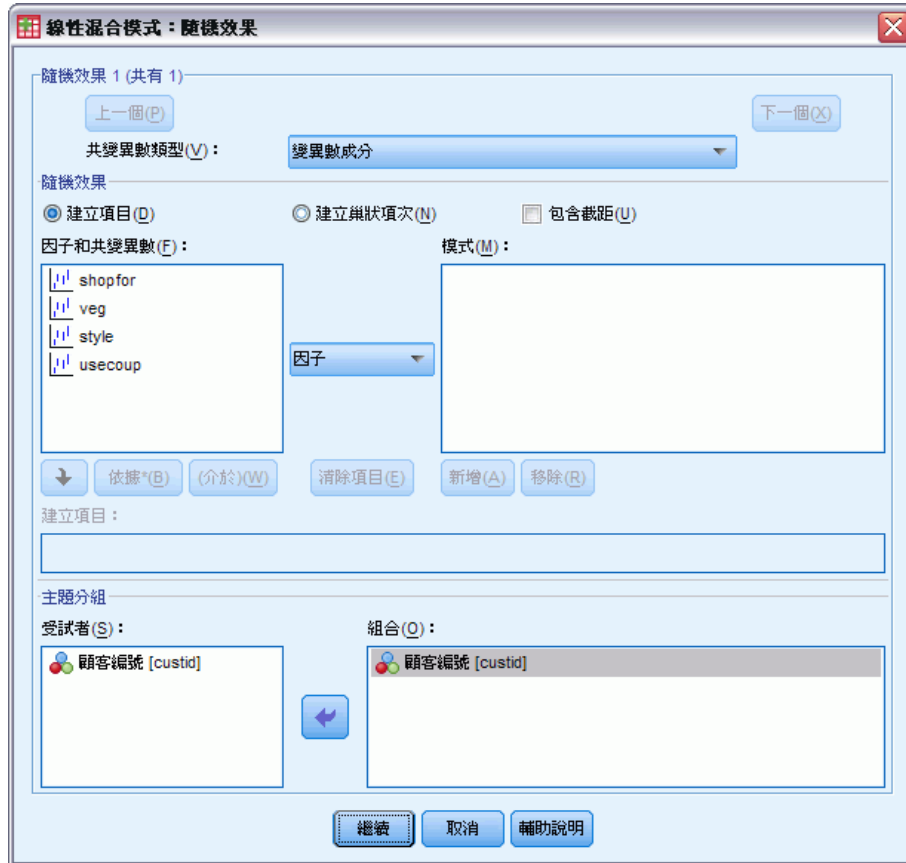 線性混合模式：隨機效果
隨機效果 1 (共有 1)
上一個(P)
下一個(X)
共變異數類型(V)：
變異數成分
隨機效果
建立項目(D)
建立巢狀項次(N)
包含截距(U)
因子和共變異數(F)：
模式(M)：
shopfor
veg
style
usecoup
因子
依據*(B)
(介於)(W)
清除項目(E)
新增(A)
移除(R)
建立項目：
主題分組
受試者(S)：
組合(O)：
顧客編號 [custid]
顧客編號 [custid]
繼續
取消
輔助說明